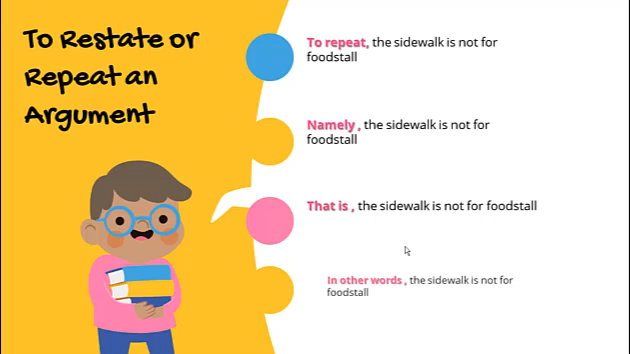 To Restate or
Repeat an
Argument
To repeat, the sidewalk is not for
foodstall
Namely , the sidewalk is not for
foodstall
That is , the sidewalk is not for foodstall
In other words , the sidewalk is not for
foodstall